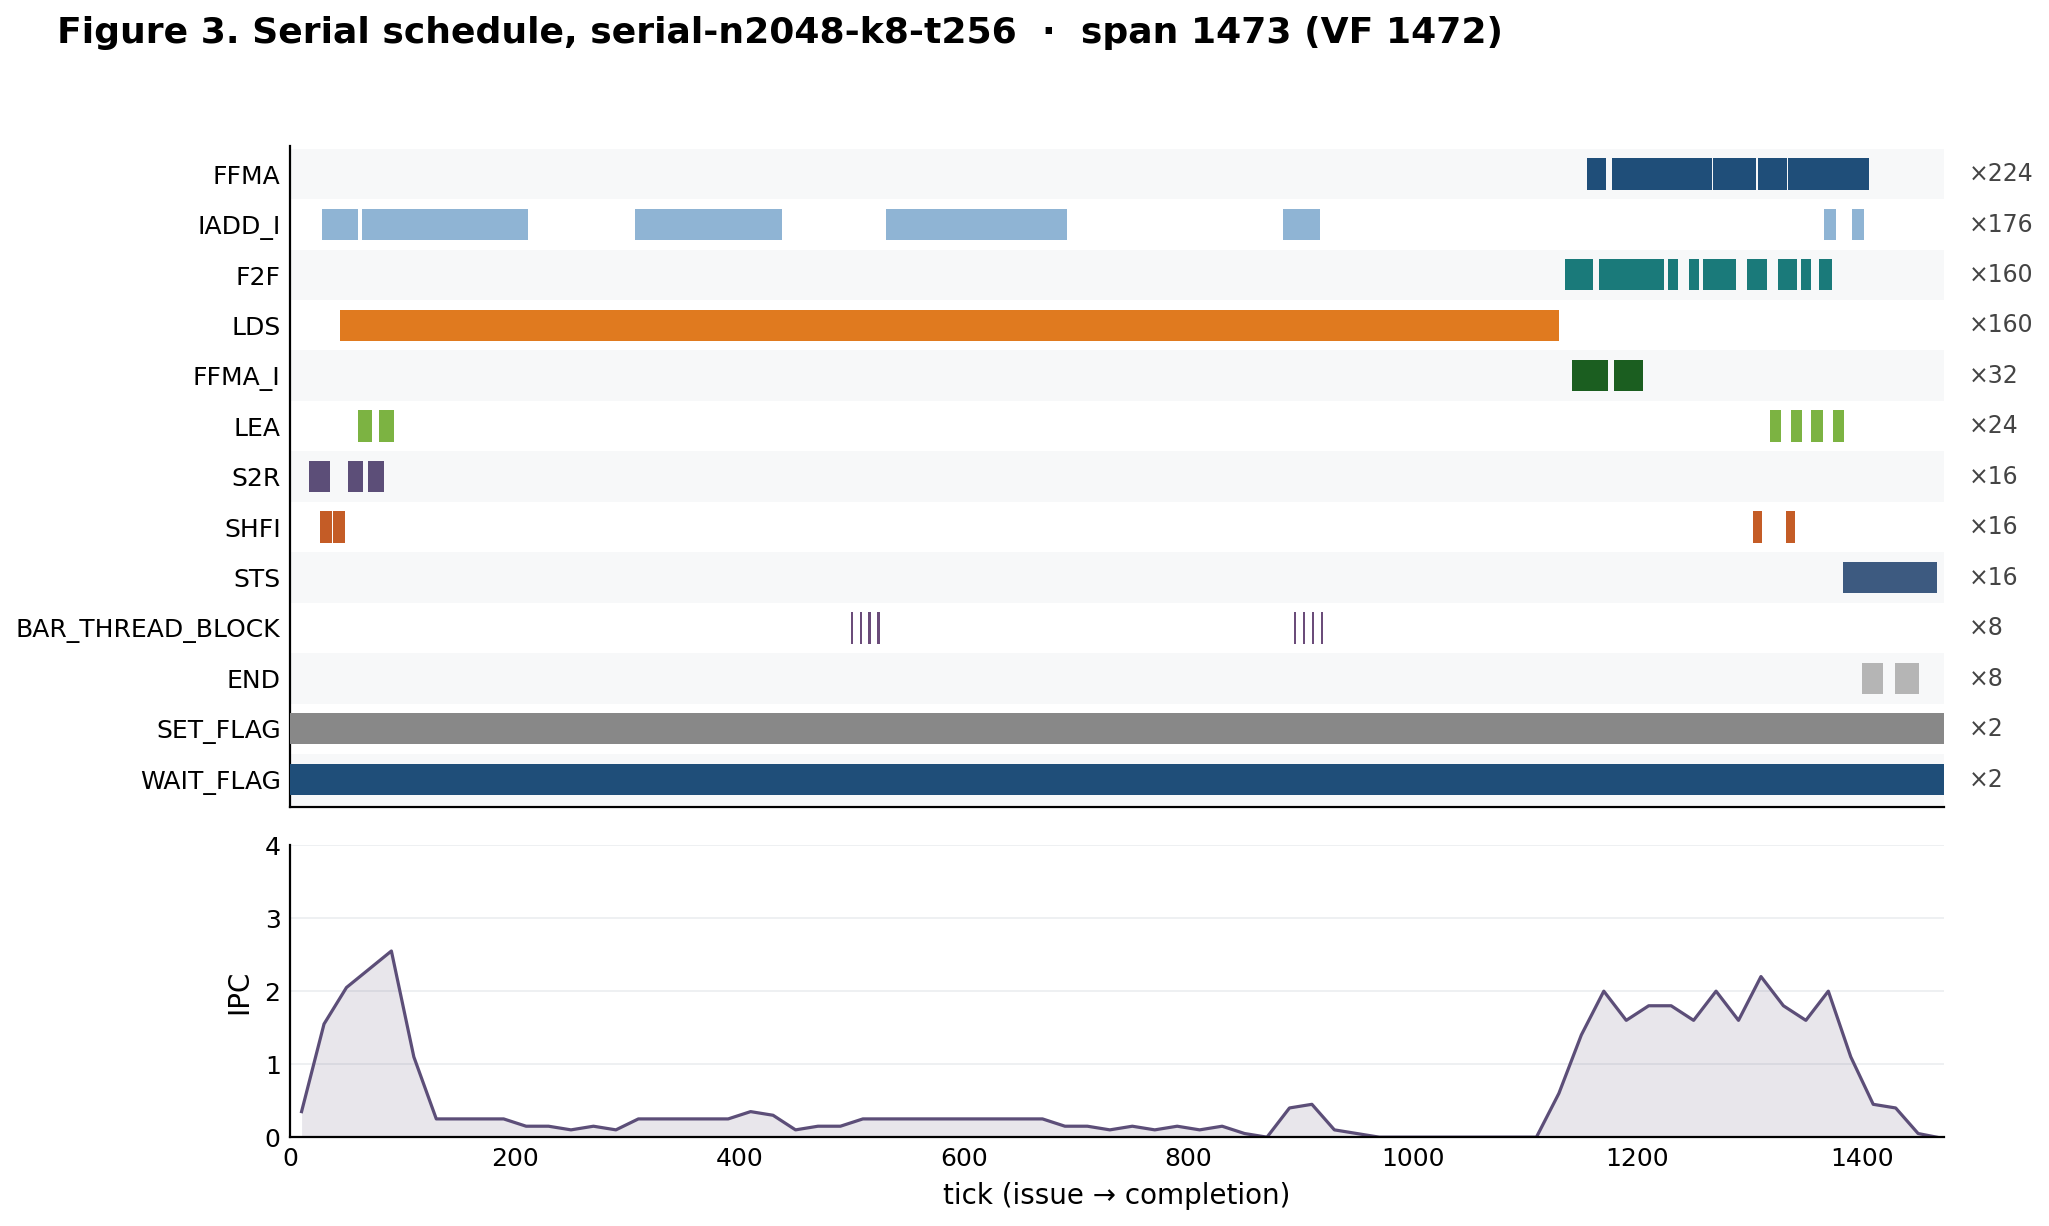 Figure 3. Serial schedule, serial-n2048-k8-t256 · span 1473 (VF 1472)
FFMA ×224
IADD_I ×176
F2F ×160
LDS ×160
FFMA_I ×32
LEA ×24
S2R ×16
SHFI ×16
STS ×16
BAR_THREAD_BLOCK ×8
END ×8
SET_FLAG ×2
WAIT_FLAG ×2
4
3
2
1
0
IPC
0 200 400 600 800 1000 1200 1400
tick (issue → completion)